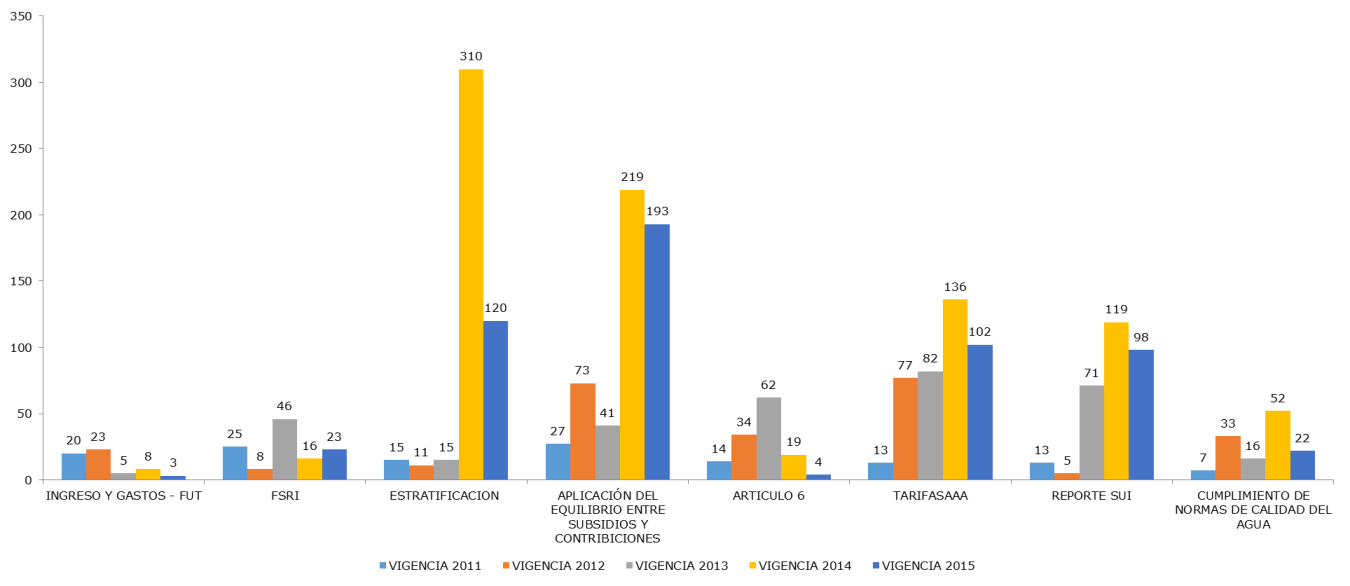 350
300
250
200
150
100
50
0
20 23 5 8 3
25 8 46 16 23
15 11 15 310 120
27 73 41 219 193
14 34 62 19 4
13 77 82 136 102
13 5 71 119 98
7 33 16 52 22
INGRESO Y GASTOS - FUT
FSRI
ESTRATIFICACION
APLICACIÓN DEL
EQUILIBRIO ENTRE
SUBSIDIOS Y
CONTRIBICIONES
ARTICULO 6
TARIFASAAA
REPORTE SUI
CUMPLIMIENTO DE
NORMAS DE CALIDAD DEL
AGUA
VIGENCIA 2011 VIGENCIA 2012 VIGENCIA 2013 VIGENCIA 2014 VIGENCIA 2015